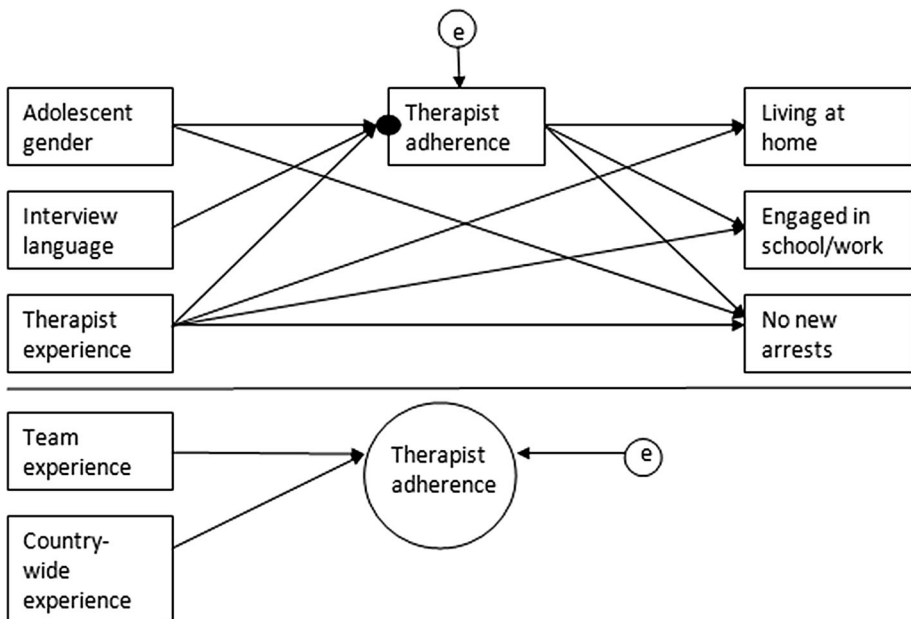 e
Adolescent
gender
Therapist
adherence
Living at
home
Interview
language
Engaged in
school/work
Therapist
experience
No new
arrests
Team
experience
Therapist
adherence
e
Country-
wide
experience